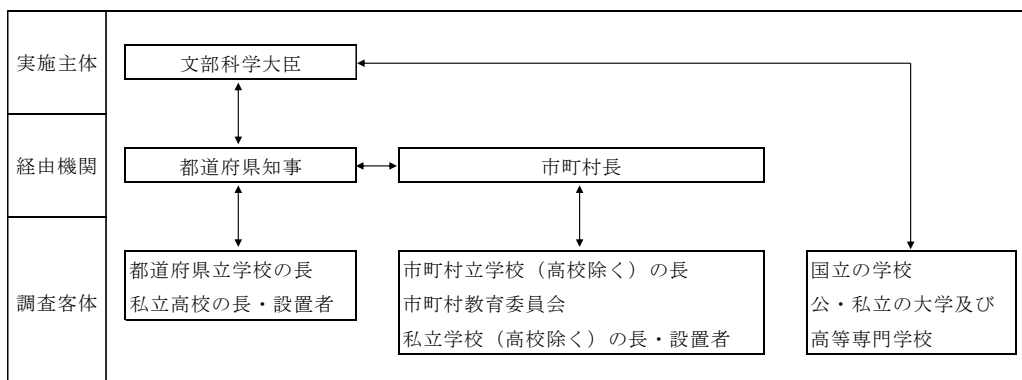 実施主体
文部科学大臣
経由機関
都道府県知事
市町村長
調査客体
都道府県立学校の長
私立高校の長・設置者
市町村立学校（高校除く）の長
市町村教育委員会
私立学校（高校除く）の長・設置者
国立の学校
公・私立の大学及び
高等専門学校